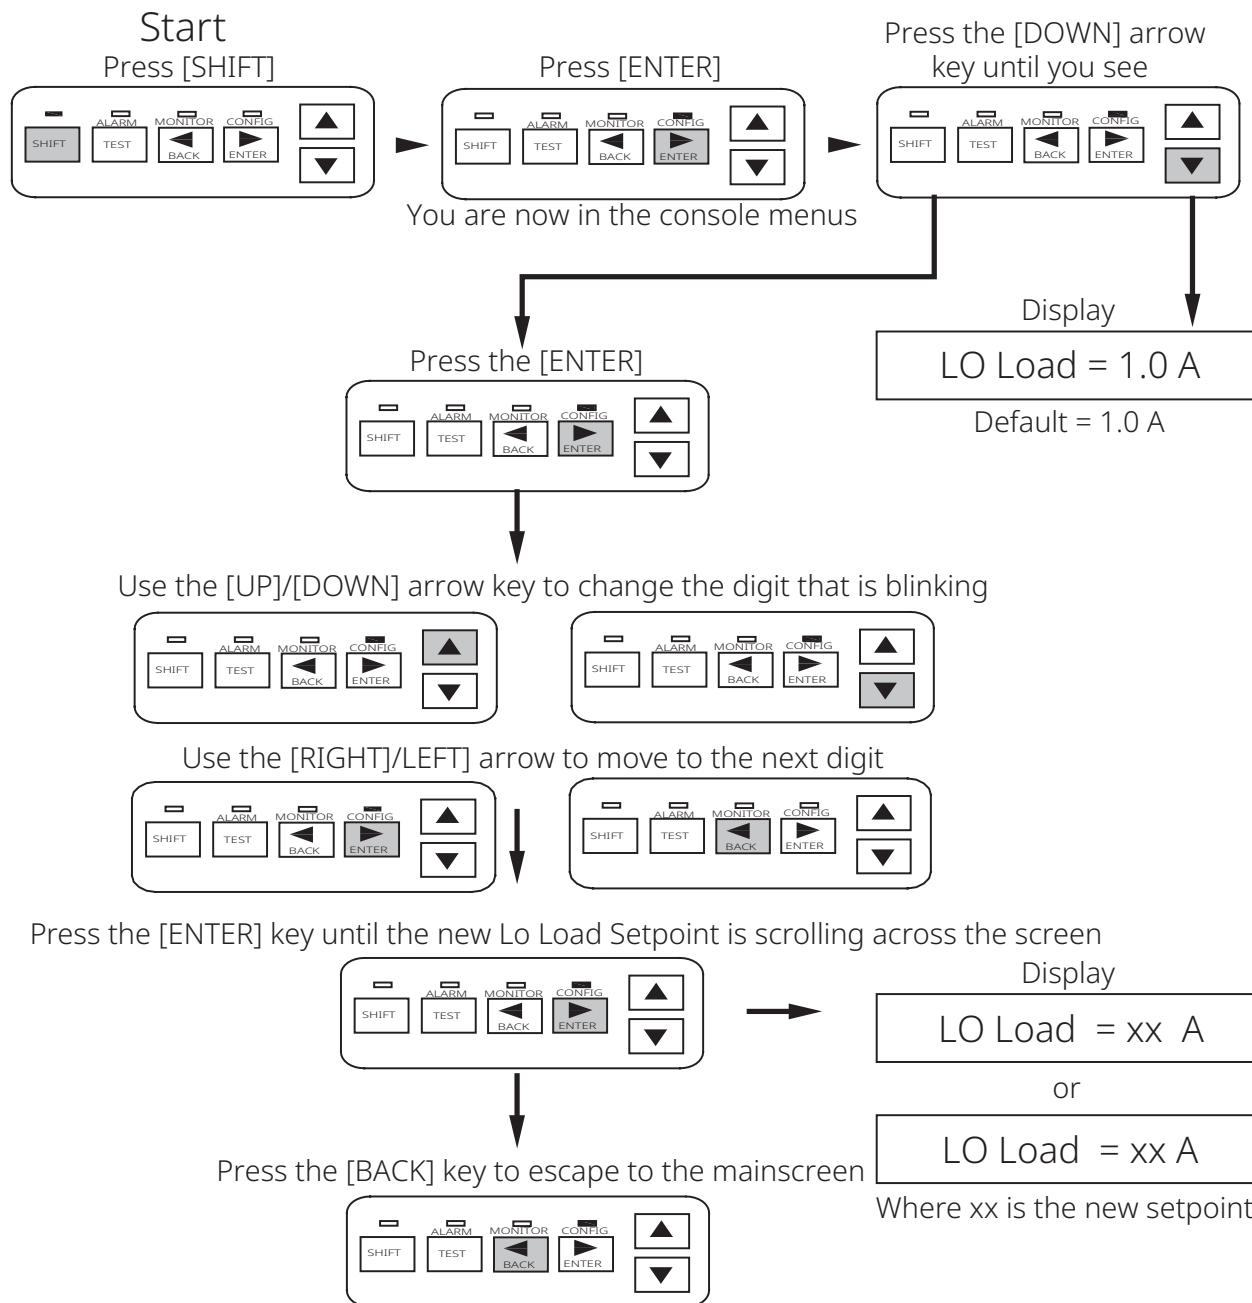 Start
Press [SHIFT]
SHIFT
ALARM
TEST
MONITOR
BACK
CONFIG
ENTER
Press [ENTER]
SHIFT
ALARM
TEST
MONITOR
BACK
CONFIG
ENTER
You are now in the console menus
Press the [DOWN] arrow
key until you see
SHIFT
ALARM
TEST
MONITOR
BACK
CONFIG
ENTER
Display
LO Load = 1.0 A
Default = 1.0 A
Press the [ENTER]
SHIFT
ALARM
TEST
MONITOR
BACK
CONFIG
ENTER
Use the [UP]/[DOWN] arrow key to change the digit that is blinking
SHIFT
ALARM
TEST
MONITOR
BACK
CONFIG
ENTER
SHIFT
ALARM
TEST
MONITOR
BACK
CONFIG
ENTER
Use the [RIGHT]/LEFT] arrow to move to the next digit
SHIFT
ALARM
TEST
MONITOR
BACK
CONFIG
ENTER
SHIFT
ALARM
TEST
MONITOR
BACK
CONFIG
ENTER
Press the [ENTER] key until the new Lo Load Setpoint is scrolling across the screen
SHIFT
ALARM
TEST
MONITOR
BACK
CONFIG
ENTER
Display
LO Load = xx A
or
LO Load = xx A
Where xx is the new setpoint
Press the [BACK] key to escape to the mainscreen
SHIFT
ALARM
TEST
MONITOR
BACK
CONFIG
ENTER